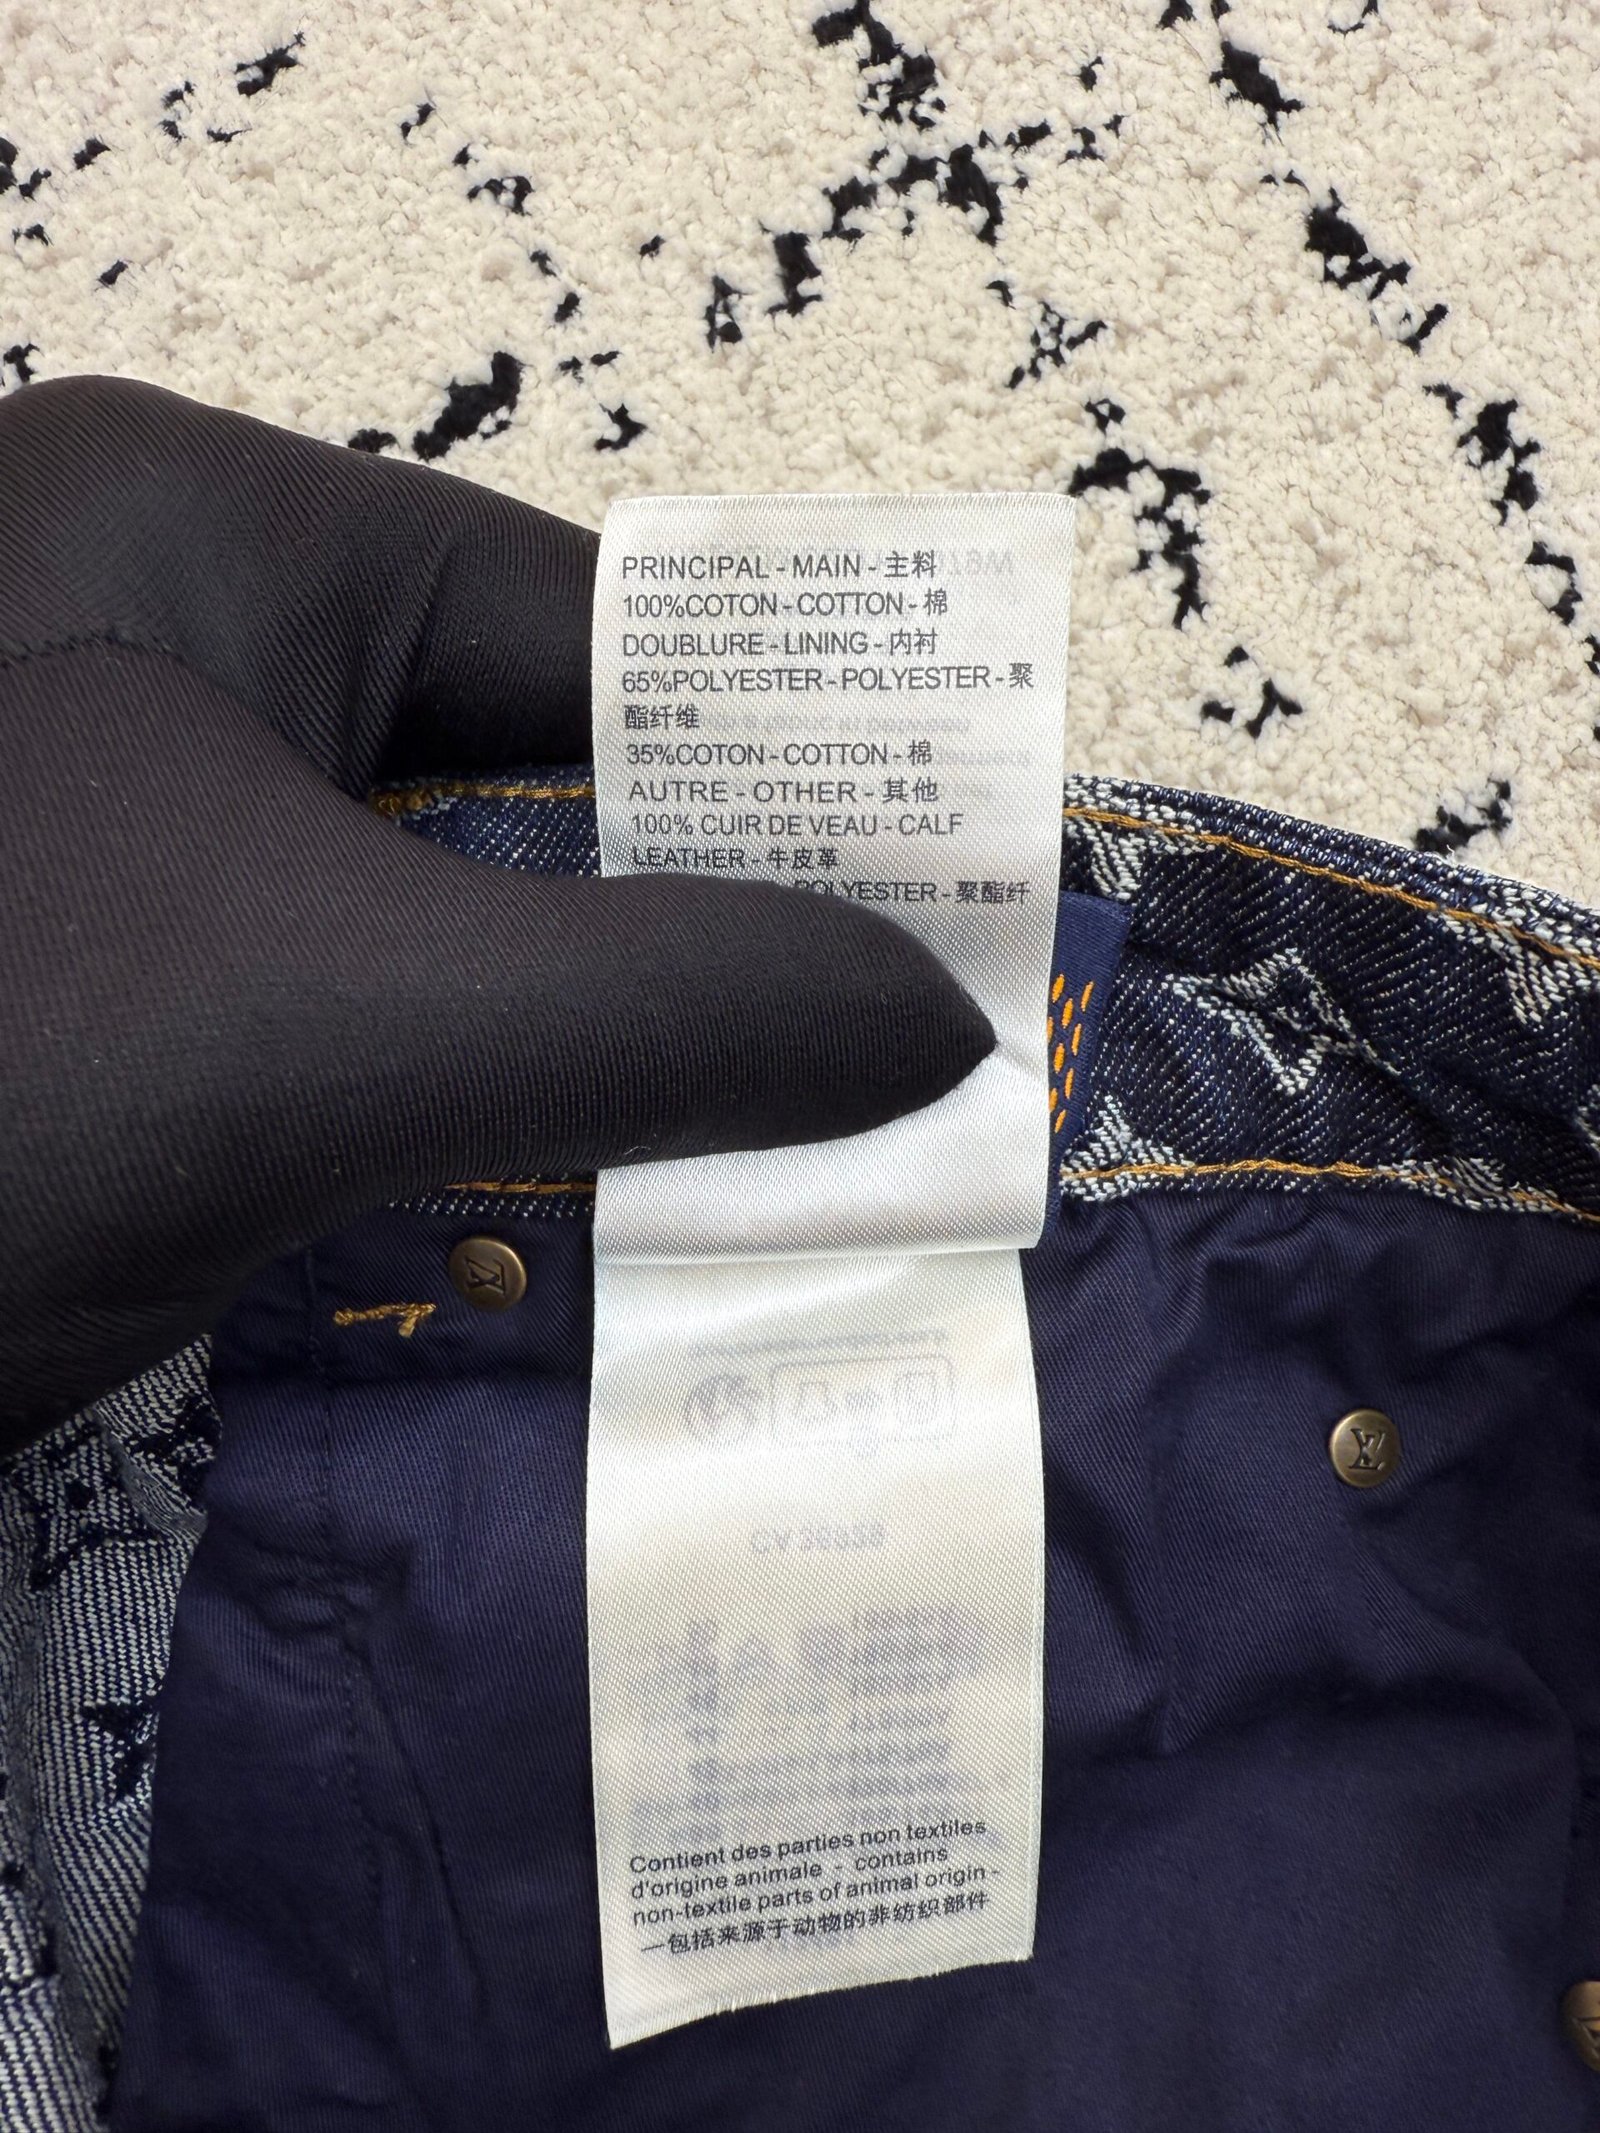 PRINCIPAL - MAIN - 主料
100%COTON - COTTON - 棉
DOUBLURE - LINING - 内衬
65%POLYESTER - POLYESTER - 聚
酯纤维
35%COTON - COTTON - 棉
AUTRE - OTHER - 其他
100% CUIR DE VEAU - CALF
LEATHER - 牛皮革
POLYESTER - 聚酯纤
LV
LV
Contient des parties non textiles
d'origine animale - contains
non-textile parts of animal origin -
一包括来源于动物的非纺织部件